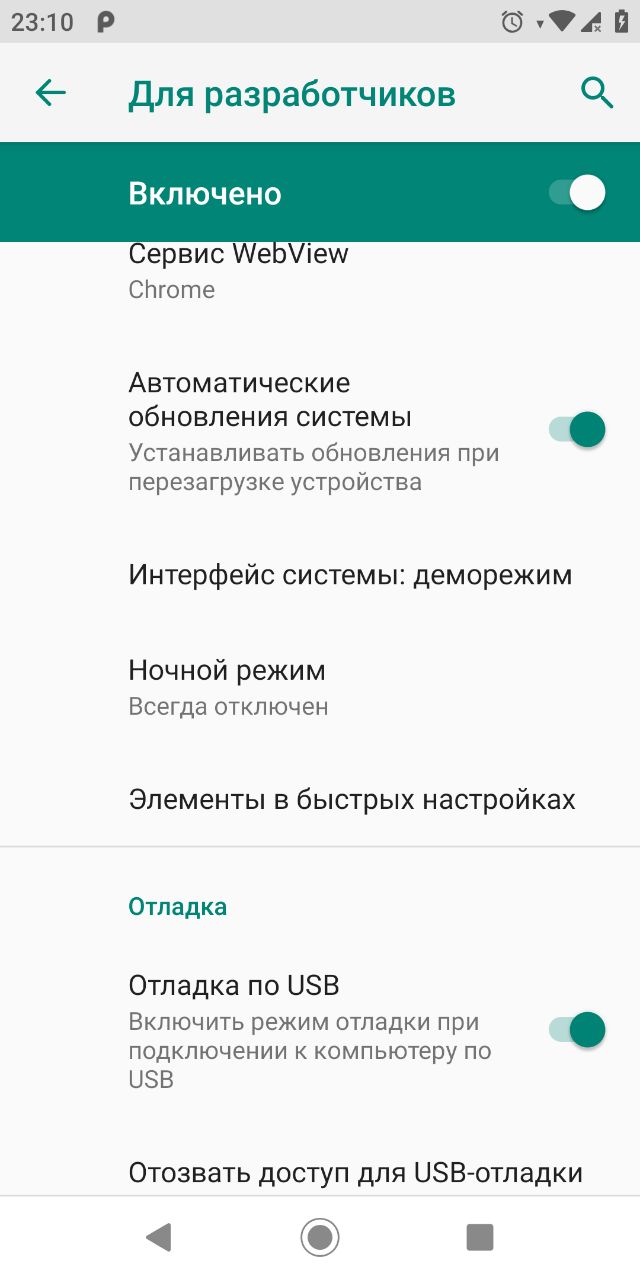 23:10
Для разработчиков
Включено
Сервис WebView
Chrome
Автоматические
обновления системы
Устанавливать обновления при
перезагрузке устройства
Интерфейс системы: деморежим
Ночной режим
Всегда отключен
Элементы в быстрых настройках
Отладка
Отладка по USB
Включить режим отладки при
подключении к компьютеру по
USB
Отозвать доступ для USB-отладки